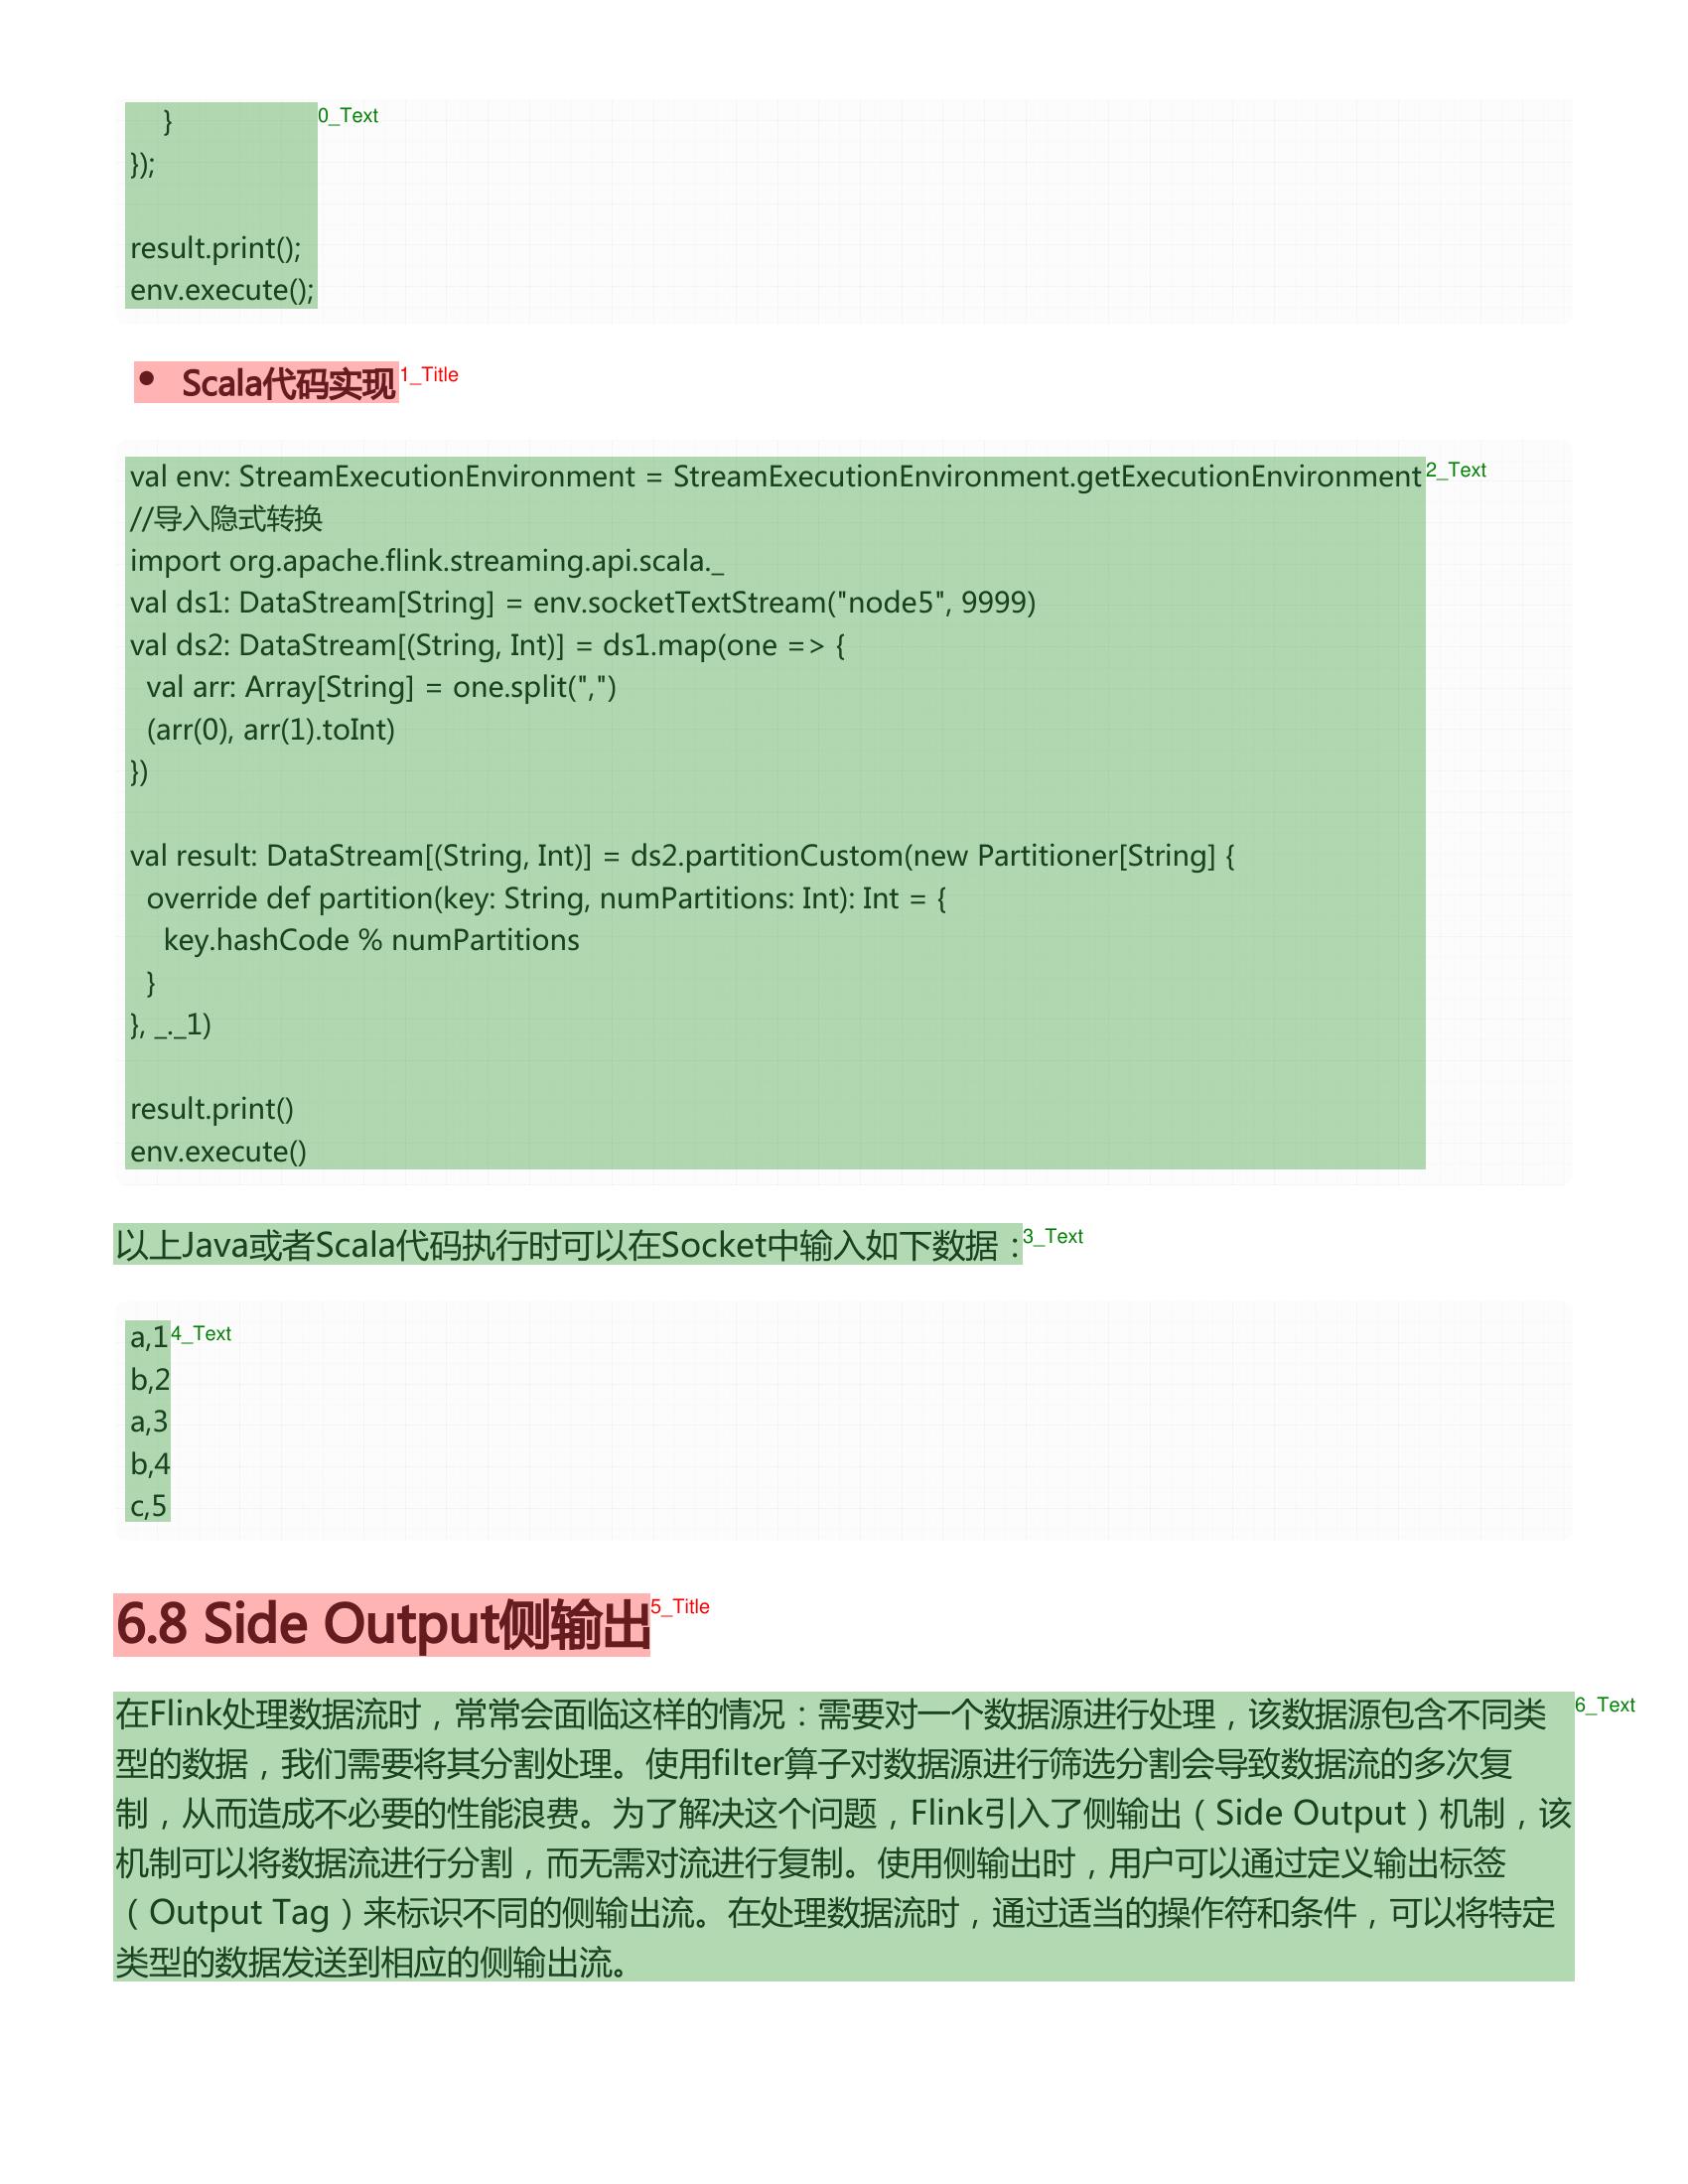 }
});

result.print();
env.execute();
0_Text
• Scala代码实现
1_Title
val env: StreamExecutionEnvironment = StreamExecutionEnvironment.getExecutionEnvironment
2_Text
//导入隐式转换
import org.apache.flink.streaming.api.scala._
val ds1: DataStream[String] = env.socketTextStream("node5", 9999)
val ds2: DataStream[(String, Int)] = ds1.map(one => {
  val arr: Array[String] = one.split(",")
  (arr(0), arr(1).toInt)
})

val result: DataStream[(String, Int)] = ds2.partitionCustom(new Partitioner[String] {
  override def partition(key: String, numPartitions: Int): Int = {
    key.hashCode % numPartitions
  }
}, _._1)

result.print()
env.execute()
以上Java或者Scala代码执行时可以在Socket中输入如下数据：
3_Text
a,1
4_Text
b,2
a,3
b,4
c,5
6.8 Side Output侧输出
5_Title
在Flink处理数据流时，常常会面临这样的情况：需要对一个数据源进行处理，该数据源包含不同类
6_Text
型的数据，我们需要将其分割处理。使用filter算子对数据源进行筛选分割会导致数据流的多次复
制，从而造成不必要的性能浪费。为了解决这个问题，Flink引入了侧输出（Side Output）机制，该
机制可以将数据流进行分割，而无需对流进行复制。使用侧输出时，用户可以通过定义输出标签
（Output Tag）来标识不同的侧输出流。在处理数据流时，通过适当的操作符和条件，可以将特定
类型的数据发送到相应的侧输出流。